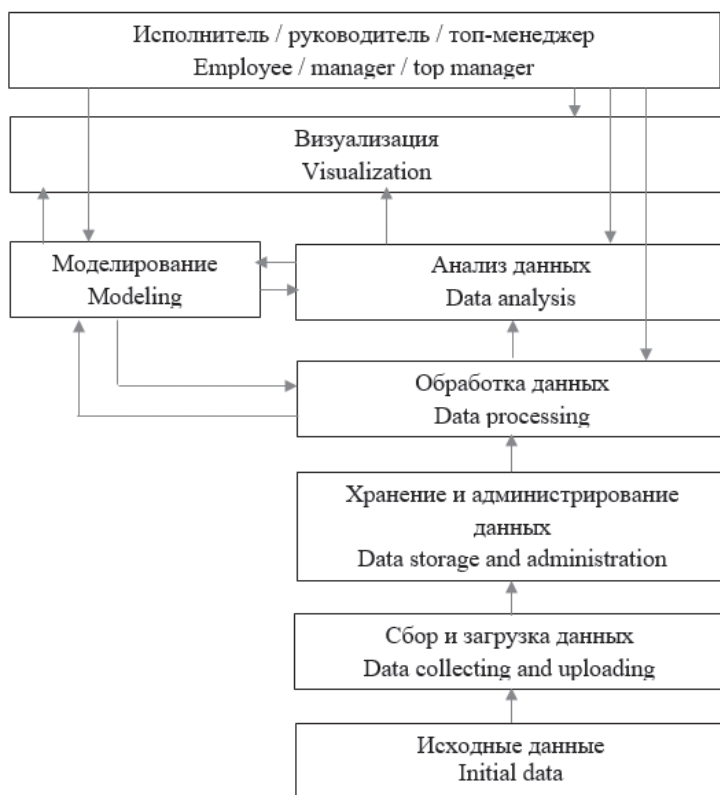 Исполнитель / руководитель / топ-менеджер
Employee / manager / top manager
Визуализация
Visualization
Моделирование
Modeling
Анализ данных
Data analysis
Обработка данных
Data processing
Хранение и администрирование
данных
Data storage and administration
Сбор и загрузка данных
Data collecting and uploading
Исходные данные
Initial data